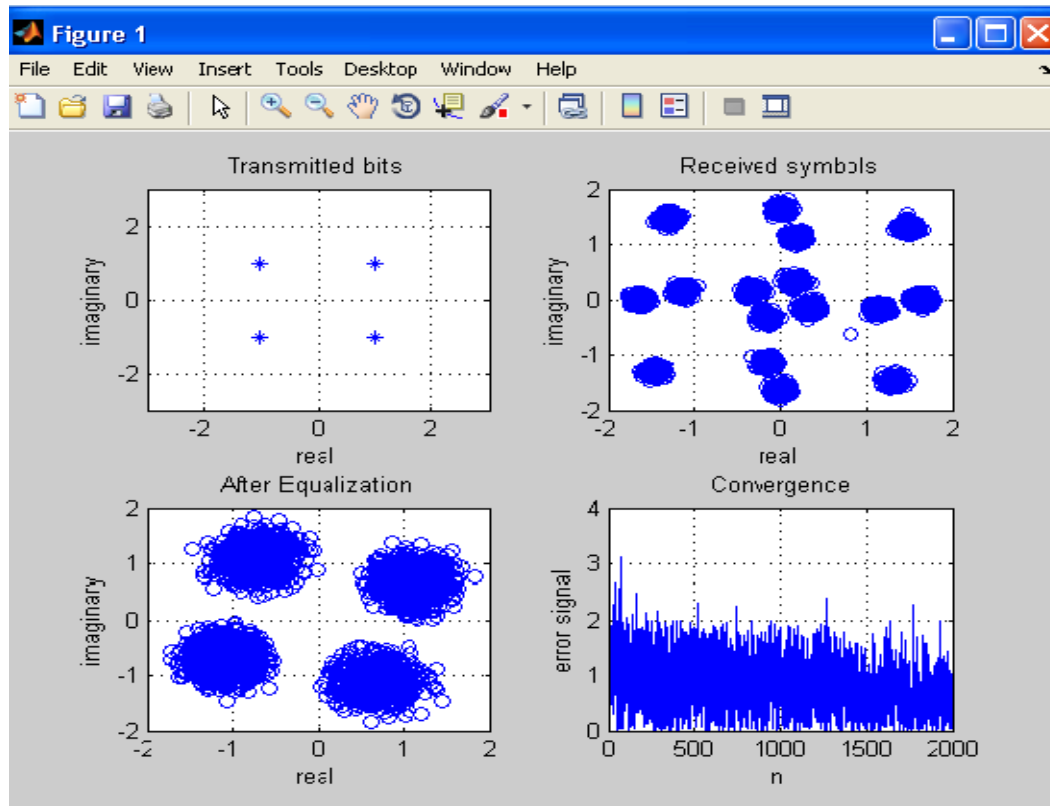 Figure 1
File Edit View Insert Tools Desktop Window Help
Transmitted bits
2
0
-2
imaginary
-2 0 2
real
Received symbols
2
1
0
-1
-2
imaginary
-2 -1 0 1 2
real
After Equalization
2
1
0
-1
-2
imaginary
-2 -1 0 1 2
real
Convergence
4
3
2
1
0
error signal
0 500 1000 1500 2000
n